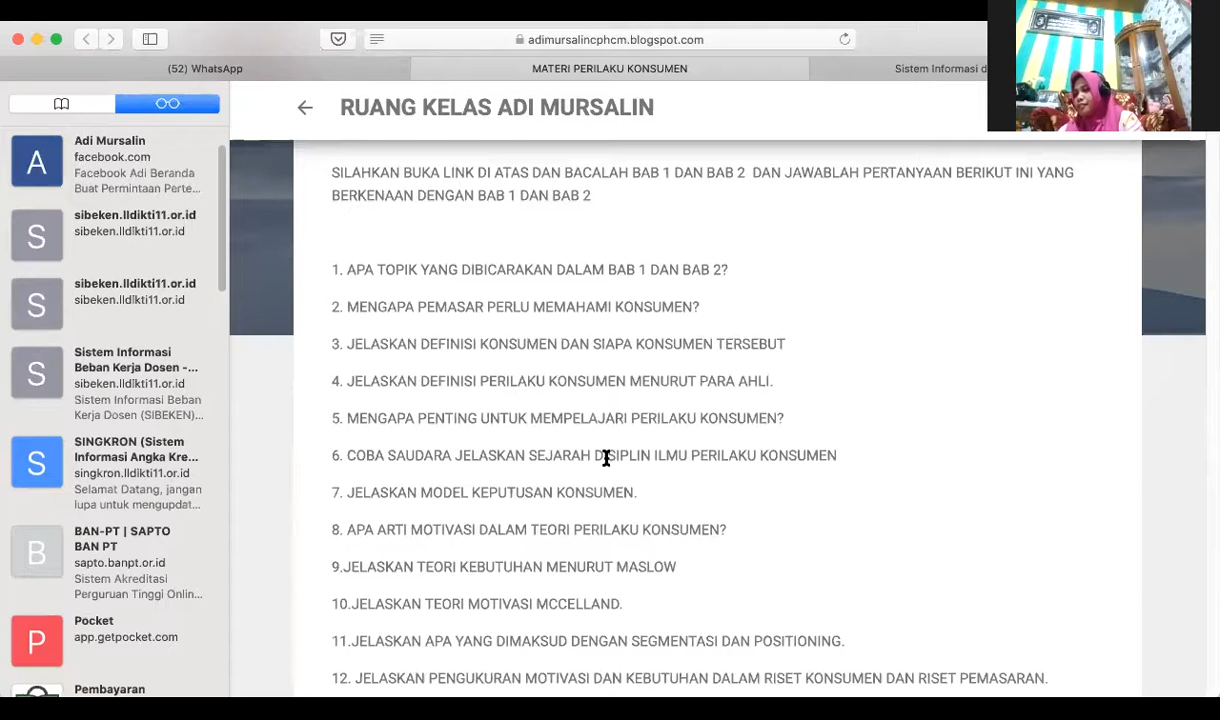 adimursalincphcm.blogspot.com
(52) WhatsApp
MATERI PERILAKU KONSUMEN
Sistem Informasi
RUANG KELAS ADI MURSALIN
A
Adi Mursalin
facebook.com
Facebook Adi Beranda
Buat Permintaan Perte...
S
sibeken.lldikti11.or.id
sibeken.lldikti11.or.id
S
sibeken.lldikti11.or.id
sibeken.lldikti11.or.id
S
Sistem Informasi
Beban Kerja Dosen -...
sibeken.lldikti11.or.id
Sistem Informasi Beban
Kerja Dosen (SIBEKEN)...
S
SINGKRON (Sistem
Informasi Angka Kre...
singkron.lldikti11.or.id
Selamat Datang, jangan
lupa untuk mengupdat...
B
BAN-PT | SAPTO
BAN PT
sapto.banpt.or.id
Sistem Akreditasi
Perguruan Tinggi Onlin...
P
Pocket
app.getpocket.com
Pembayaran
SILAHKAN BUKA LINK DI ATAS DAN BACALAH BAB 1 DAN BAB 2 DAN JAWABLAH PERTANYAAN BERIKUT INI YANG
BERKENAAN DENGAN BAB 1 DAN BAB 2
1. APA TOPIK YANG DIBICARAKAN DALAM BAB 1 DAN BAB 2?
2. MENGAPA PEMASAR PERLU MEMAHAMI KONSUMEN?
3. JELASKAN DEFINISI KONSUMEN DAN SIAPA KONSUMEN TERSEBUT
4. JELASKAN DEFINISI PERILAKU KONSUMEN MENURUT PARA AHLI.
5. MENGAPA PENTING UNTUK MEMPELAJARI PERILAKU KONSUMEN?
6. COBA SAUDARA JELASKAN SEJARAH DISIPLIN ILMU PERILAKU KONSUMEN
7. JELASKAN MODEL KEPUTUSAN KONSUMEN.
8. APA ARTI MOTIVASI DALAM TEORI PERILAKU KONSUMEN?
9.JELASKAN TEORI KEBUTUHAN MENURUT MASLOW
10.JELASKAN TEORI MOTIVASI MCCELLAND.
11.JELASKAN APA YANG DIMAKSUD DENGAN SEGMENTASI DAN POSITIONING.
12. JELASKAN PENGUKURAN MOTIVASI DAN KEBUTUHAN DALAM RISET KONSUMEN DAN RISET PEMASARAN.